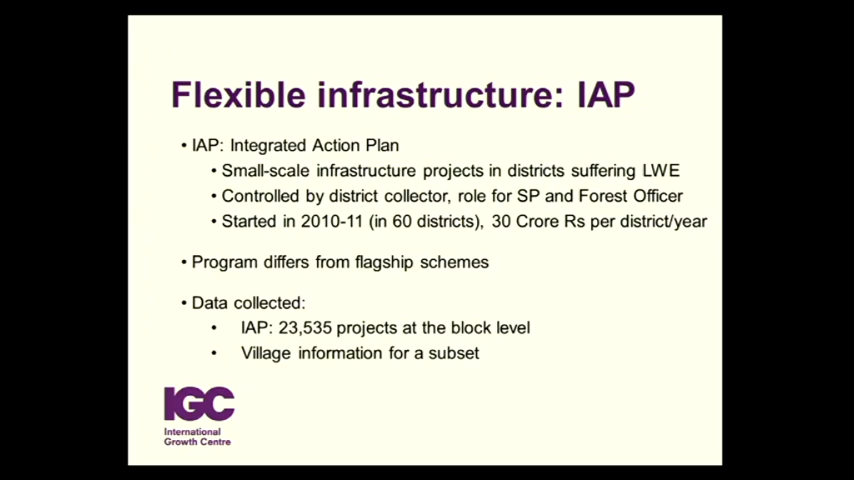 Flexible infrastructure: IAP
• IAP: Integrated Action Plan
• Small-scale infrastructure projects in districts suffering LWE
• Controlled by district collector, role for SP and Forest Officer
• Started in 2010-11 (in 60 districts), 30 Crore Rs per district/year
• Program differs from flagship schemes
• Data collected:
• IAP: 23,535 projects at the block level
• Village information for a subset
IGC
International
Growth Centre